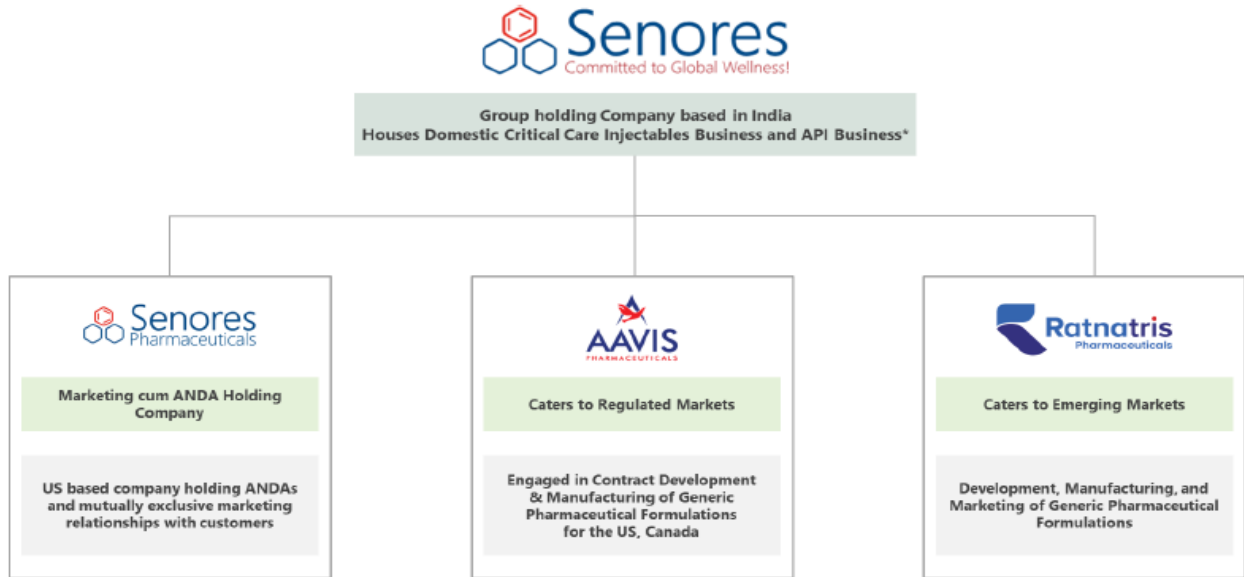 Senores
Committed to Global Wellness!
Group holding Company based in India
Houses Domestic Critical Care Injectables Business and API Business*
Senores
Pharmaceuticals
Marketing cum ANDA Holding
Company
US based company holding ANDAs
and mutually exclusive marketing
relationships with customers
AAVIS
PHARMACEUTICALS
Caters to Regulated Markets
Engaged in Contract Development
& Manufacturing of Generic
Pharmaceutical Formulations
for the US, Canada
Ratnatris
Pharmaceuticals
Caters to Emerging Markets
Development, Manufacturing, and
Marketing of Generic Pharmaceutical
Formulations